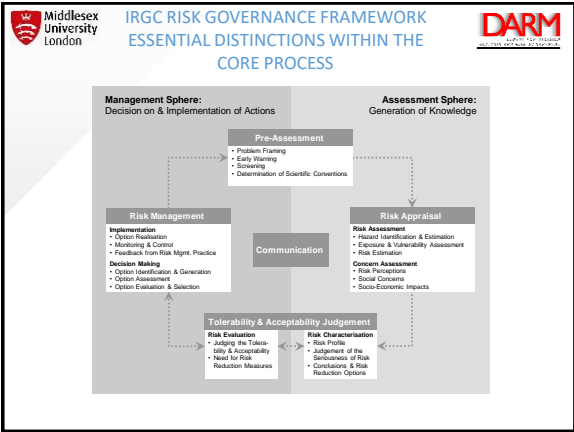 Middlesex
University
London
IRGC RISK GOVERNANCE FRAMEWORK
ESSENTIAL DISTINCTIONS WITHIN THE
CORE PROCESS
DARM
Management Sphere:
Decision on & Implementation of Actions
Assessment Sphere:
Generation of Knowledge
Pre-Assessment
• Problem Framing
• Early Warning
• Screening
• Determination of Scientific Conventions
Risk Management
Implementation
• Option Realisation
• Monitoring & Control
• Feedback from Risk Mgmt. Practice
Decision Making
• Option Identification & Generation
• Option Assessment
• Option Evaluation & Selection
Communication
Risk Appraisal
Risk Assessment
• Hazard Identification & Estimation
• Exposure & Vulnerability Assessment
• Risk Estimation
Concern Assessment
• Risk Perceptions
• Social Concerns
• Socio-Economic Impacts
Tolerability & Acceptability Judgement
Risk Evaluation
• Judging the Tolera-
bility & Acceptability
• Need for Risk
Reduction Measures
Risk Characterisation
• Risk Profile
• Judgement of the
Seriousness of Risk
• Conclusions & Risk
Reduction Options